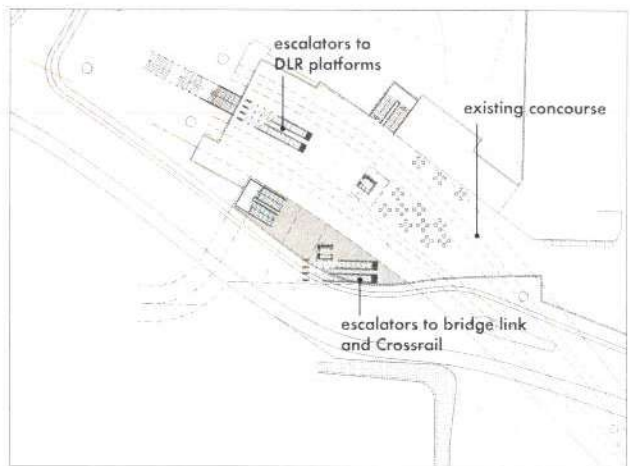 escalators to
DLR platforms
existing concourse
escalators to bridge link
and Crossrail